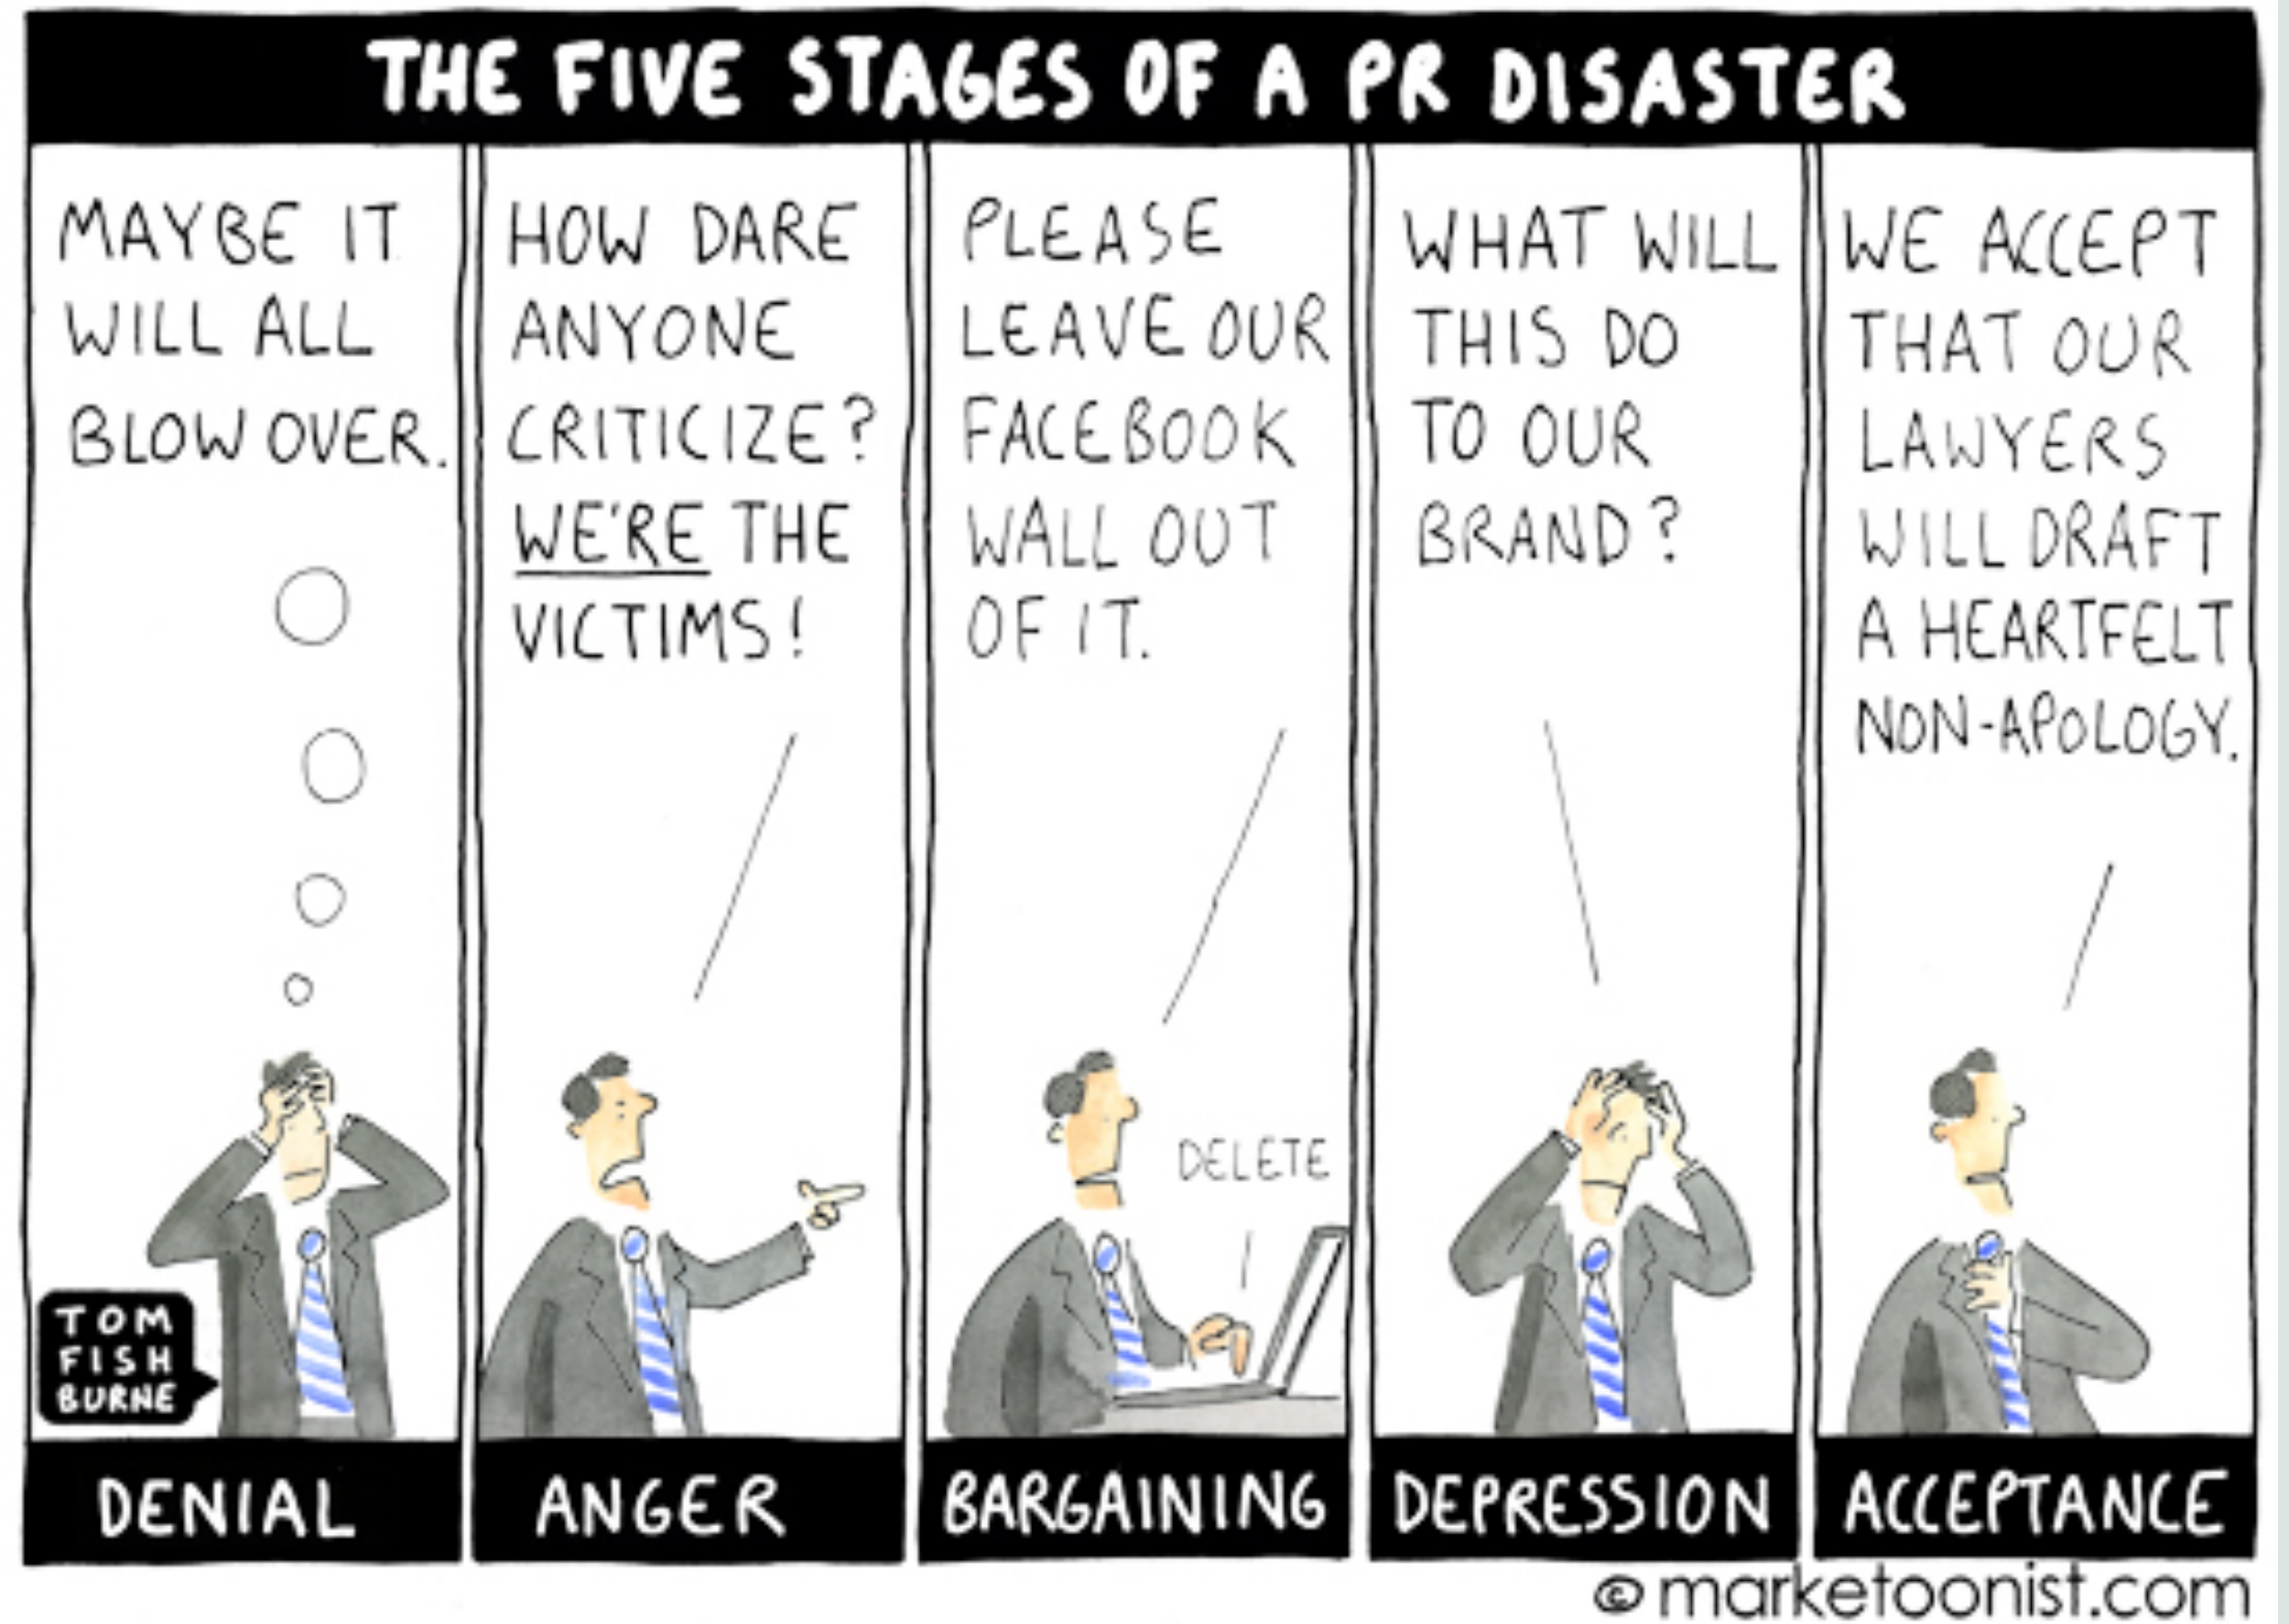 THE FIVE STAGES OF A PR DISASTER
MAYBE IT
WILL ALL
BLOW OVER.
HOW DARE
ANYONE
CRITICIZE?
WE'RE THE
VICTIMS!
PLEASE
LEAVE OUR
FACEBOOK
WALL OUT
OF IT.
DELETE
WHAT WILL
THIS DO
TO OUR
BRAND?
WE ACCEPT
THAT OUR
LAWYERS
WILL DRAFT
A HEARTFELT
NON-APOLOGY.
TOM
FISH
BURNE
DENIAL
ANGER
BARGAINING
DEPRESSION
ACCEPTANCE
© marketoonist.com